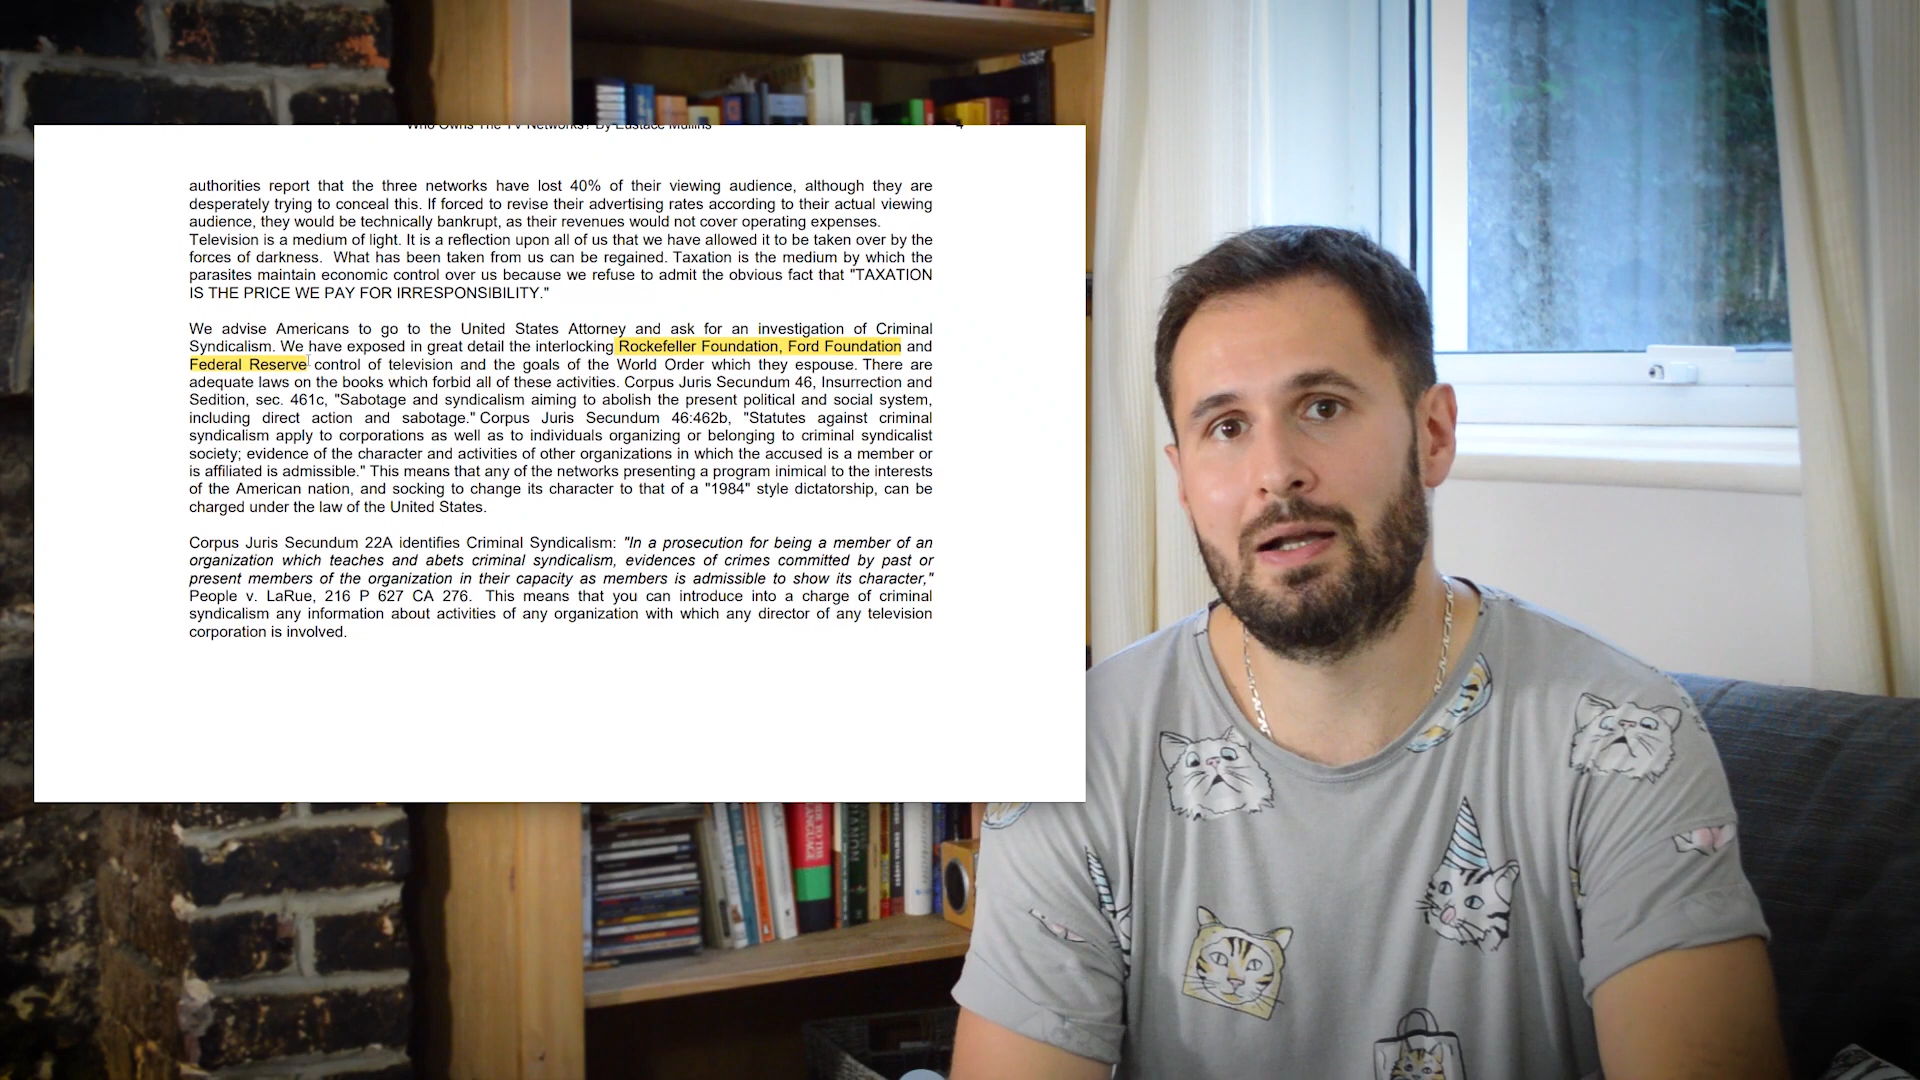 Who Owns The TV Networks? By Eustace Mullins 4
authorities report that the three networks have lost 40% of their viewing audience, although they are
desperately trying to conceal this. If forced to revise their advertising rates according to their actual viewing
audience, they would be technically bankrupt, as their revenues would not cover operating expenses.
Television is a medium of light. It is a reflection upon all of us that we have allowed it to be taken over by the
forces of darkness.  What has been taken from us can be regained. Taxation is the medium by which the
parasites maintain economic control over us because we refuse to admit the obvious fact that "TAXATION
IS THE PRICE WE PAY FOR IRRESPONSIBILITY."
We advise Americans to go to the United States Attorney and ask for an investigation of Criminal
Syndicalism. We have exposed in great detail the interlocking Rockefeller Foundation, Ford Foundation and
Federal Reserve control of television and the goals of the World Order which they espouse. There are
adequate laws on the books which forbid all of these activities. Corpus Juris Secundum 46, Insurrection and
Sedition, sec. 461c, "Sabotage and syndicalism aiming to abolish the present political and social system,
including direct action and sabotage." Corpus Juris Secundum 46:462b, "Statutes against criminal
syndicalism apply to corporations as well as to individuals organizing or belonging to criminal syndicalist
society; evidence of the character and activities of other organizations in which the accused is a member or
is affiliated is admissible." This means that any of the networks presenting a program inimical to the interests
of the American nation, and socking to change its character to that of a "1984" style dictatorship, can be
charged under the law of the United States.
Corpus Juris Secundum 22A identifies Criminal Syndicalism: "In a prosecution for being a member of an
organization which teaches and abets criminal syndicalism, evidences of crimes committed by past or
present members of the organization in their capacity as members is admissible to show its character,"
People v. LaRue, 216 P 627 CA 276.  This means that you can introduce into a charge of criminal
syndicalism any information about activities of any organization with which any director of any television
corporation is involved.